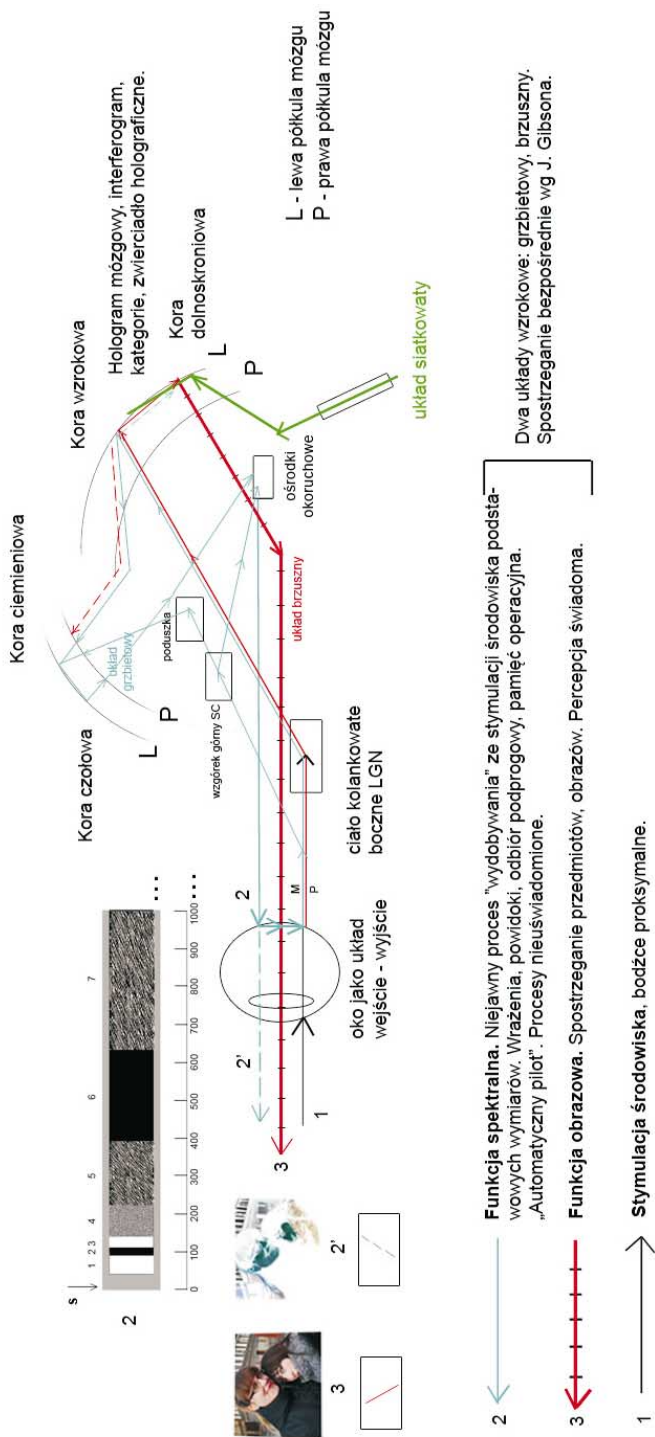 Kora czołowa
Kora ciemieniowa
Kora wzrokowa
Hologram mózgowy, interferogram,
kategorie, zwierciadło holograficzne.
Kora
dolnoskroniowa
L
P
L
P
układ
grzbietowy
poduszka
wzgórek górny SC
ośrodki
okoruchowe
układ brzuszny
układ siatkowaty
L - lewa półkula mózgu
P - prawa półkula mózgu
s
1 2 3 4 5 6 7
2
0 100 200 300 400 500 600 700 800 900 1000
...
...
2'
2
M
P
3
1
oko jako układ
wejście - wyjście
ciało kolankowate
boczne LGN
3
2'
2
Funkcja spektralna. Niejawny proces "wydobywania" ze stymulacji środowiska podsta-
wowych wymiarów. Wrażenia, powidoki, odbiór podprogowy, pamięć operacyjna.
„Automatyczny pilot”. Procesy nieuświadomione.
3
Funkcja obrazowa. Spostrzeganie przedmiotów, obrazów. Percepcja świadoma.
1
Stymulacja środowiska, bodźce proksymalne.
Dwa układy wzrokowe: grzbietowy, brzuszny.
Spostrzeganie bezpośrednie wg J. Gibsona.